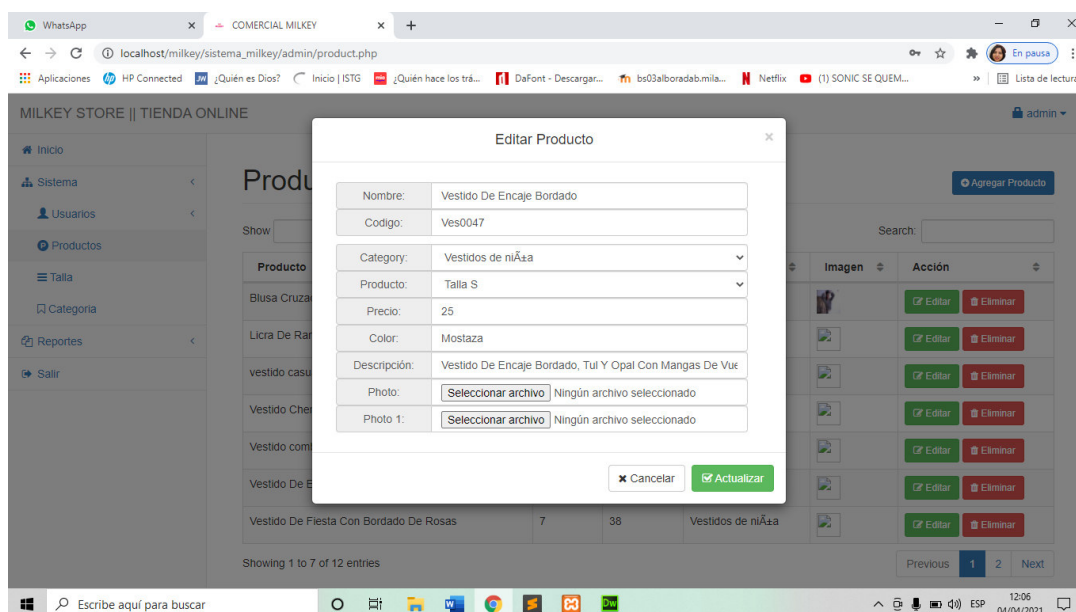 WhatsApp
COMERCIAL MILKEY
localhost/milkey/sistema_milkey/admin/product.php
En pausa
Aplicaciones HP Connected ¿Quién es Dios? Inicio | ISTG ¿Quién hace los trá... DaFont - Descargar... bs03alboradab.mila... Netflix (1) SONIC SE QUEM... » Lista de lectura
MILKEY STORE || TIENDA ONLINE
admin
Inicio
Sistema
Usuarios
Productos
Talla
Categoria
Reportes
Salir
Produ
Agregar Producto
Show
Search:
Producto Imagen Acción
Blusa Cruza Editar Eliminar
Licra De Ran Editar Eliminar
vestido casu Editar Eliminar
Vestido Cher Editar Eliminar
Vestido comb Editar Eliminar
Vestido De E Editar Eliminar
Vestido De Fiesta Con Bordado De Rosas 7 38 Vestidos de niÃ±a Editar Eliminar
Showing 1 to 7 of 12 entries
Previous 1 2 Next
Editar Producto
×
Nombre: Vestido De Encaje Bordado
Codigo: Ves0047
Category: Vestidos de niÃ±a
Producto: Talla S
Precio: 25
Color: Mostaza
Descripción: Vestido De Encaje Bordado, Tul Y Opal Con Mangas De Vue
Photo: Seleccionar archivo Ningún archivo seleccionado
Photo 1: Seleccionar archivo Ningún archivo seleccionado
Cancelar Actualizar
Escribe aquí para buscar
ESP
12:06
04/04/2021